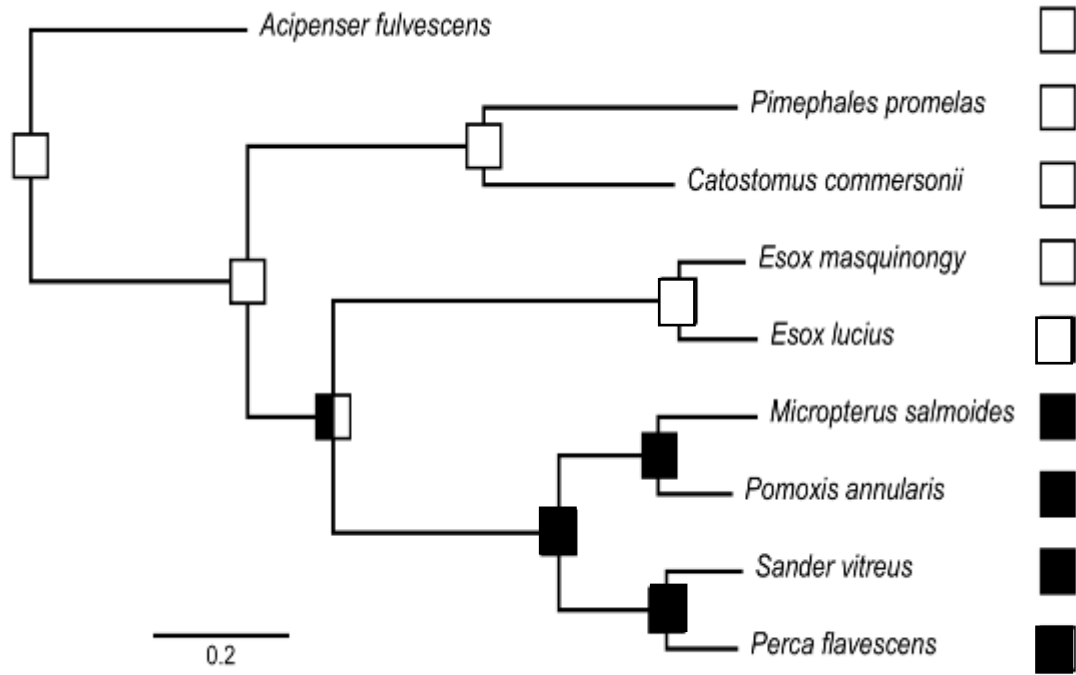 Acipenser fulvescens
Pimephales promelas
Catostomus commersonii
Esox masquinongy
Esox lucius
Micropterus salmoides
Pomoxis annularis
Sander vitreus
Perca flavescens
0.2